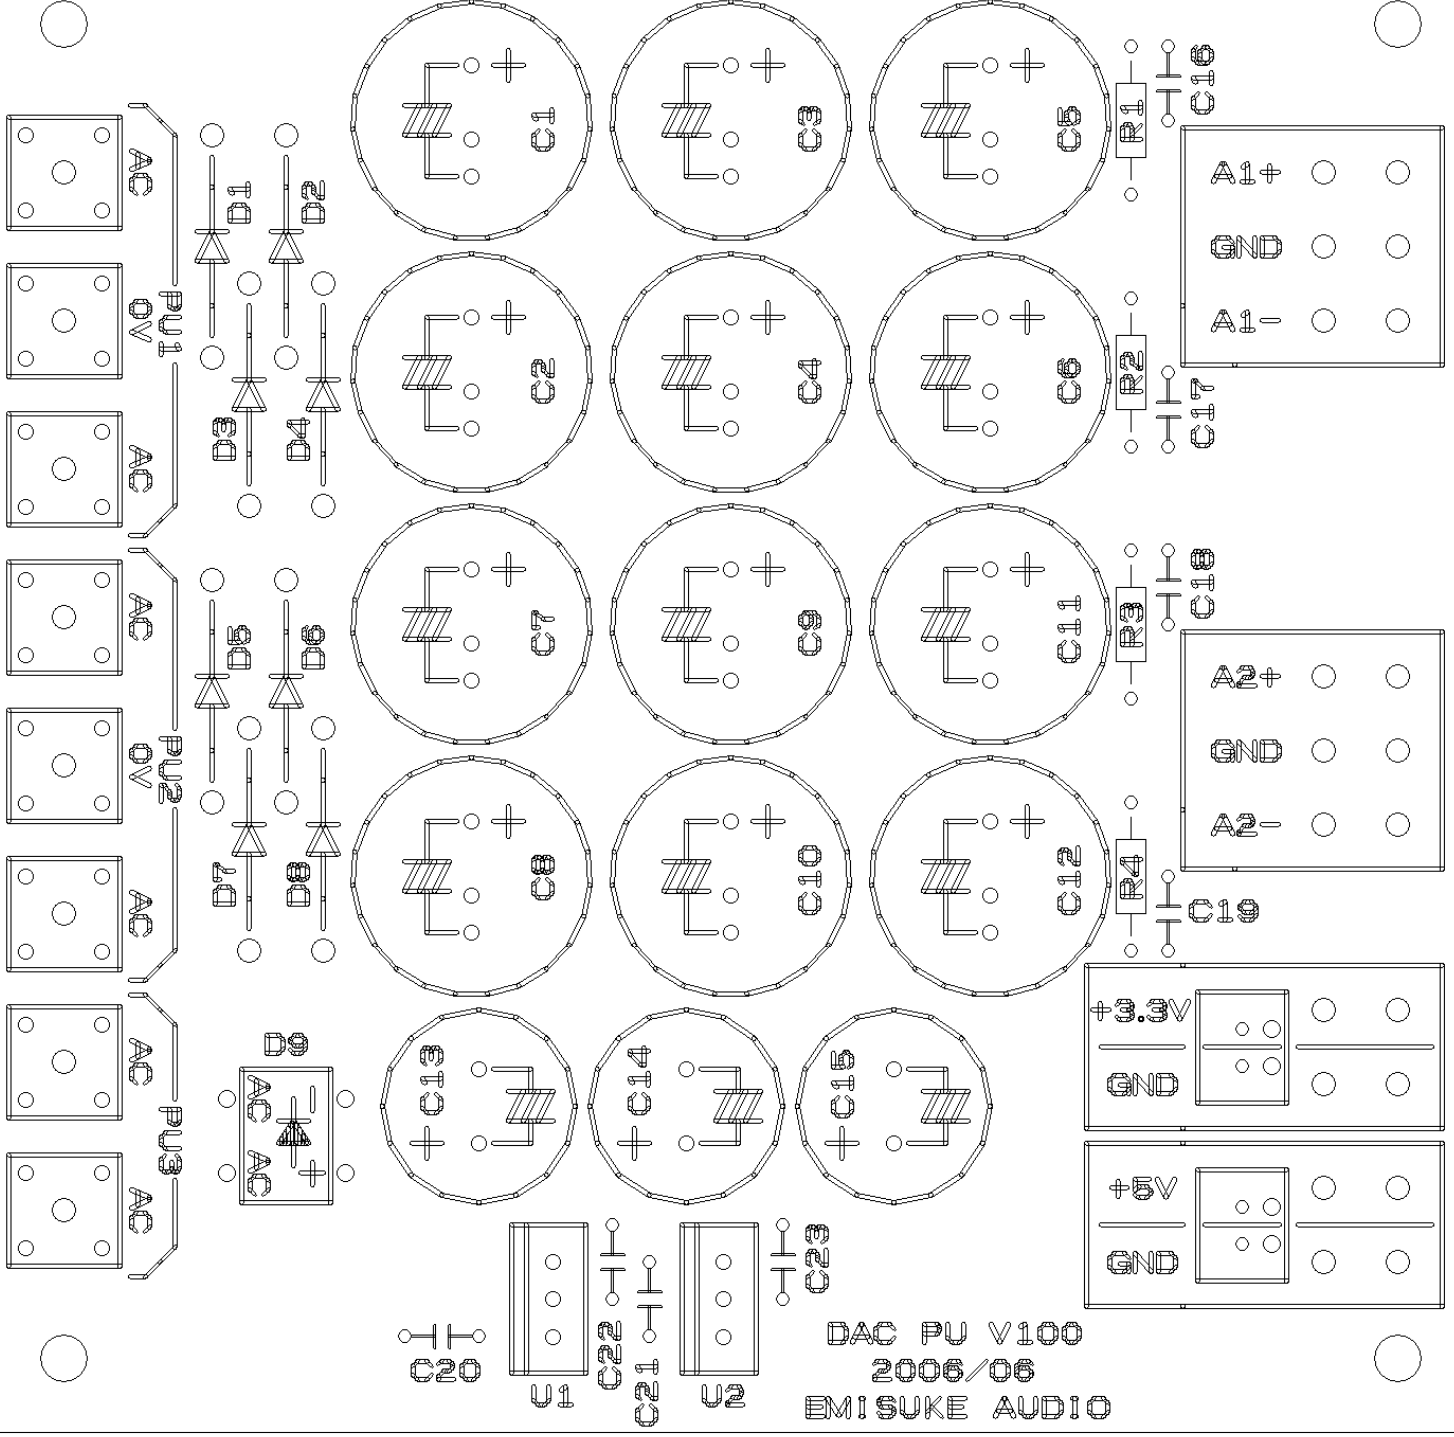 C1
C3
C5
R1
C16
AC
D1
D2
A1+
GND
A1-
PU1
0V
C2
C4
C6
R2
C17
AC
D3
D4
AC
D5
D6
C7
C9
C11
R3
C18
A2+
GND
A2-
PU2
0V
C8
C10
C12
R4
C19
AC
D7
D8
+3.3V
GND
D9
AC
AC
C13
C14
C15
AC
PU3
AC
+5V
GND
C20
C22
C21
C23
U1
U2
DAC PU V100
2006/06
EMISUKE AUDIO